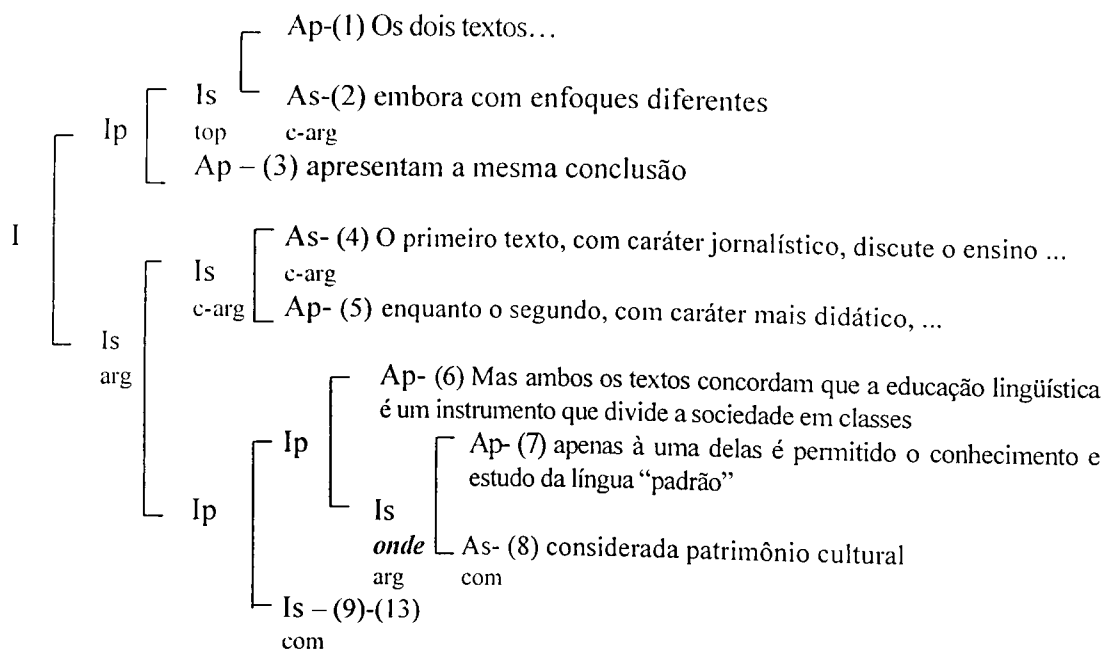 Ap-(1) Os dois textos…
Is As-(2) embora com enfoques diferentes
Ip top c-arg
Ap – (3) apresentam a mesma conclusão
I
As- (4) O primeiro texto, com caráter jornalístico, discute o ensino ...
Is c-arg
c-arg Ap- (5) enquanto o segundo, com caráter mais didático, ...
Is
arg
Ap- (6) Mas ambos os textos concordam que a educação lingüística
é um instrumento que divide a sociedade em classes
Ip Ap- (7) apenas à uma delas é permitido o conhecimento e
estudo da língua “padrão”
Ip Is
onde As- (8) considerada patrimônio cultural
arg com
Is – (9)-(13)
com